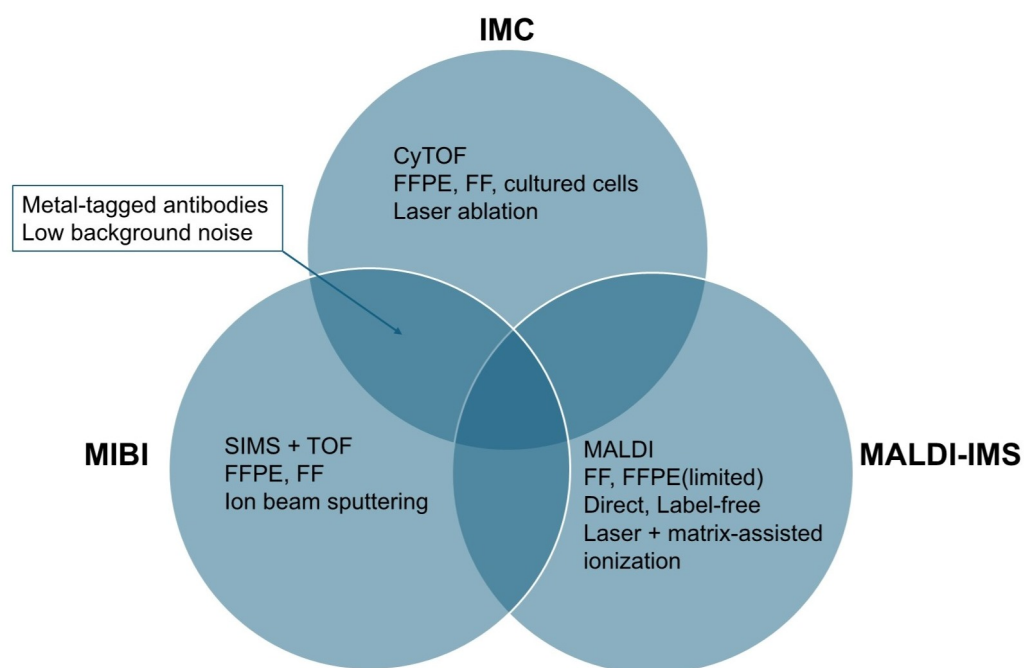 IMC
CyTOF
FFPE, FF, cultured cells
Laser ablation
Metal-tagged antibodies
Low background noise
MIBI
SIMS + TOF
FFPE, FF
Ion beam sputtering
MALDI
FF, FFPE(limited)
Direct, Label-free
Laser + matrix-assisted
ionization
MALDI-IMS